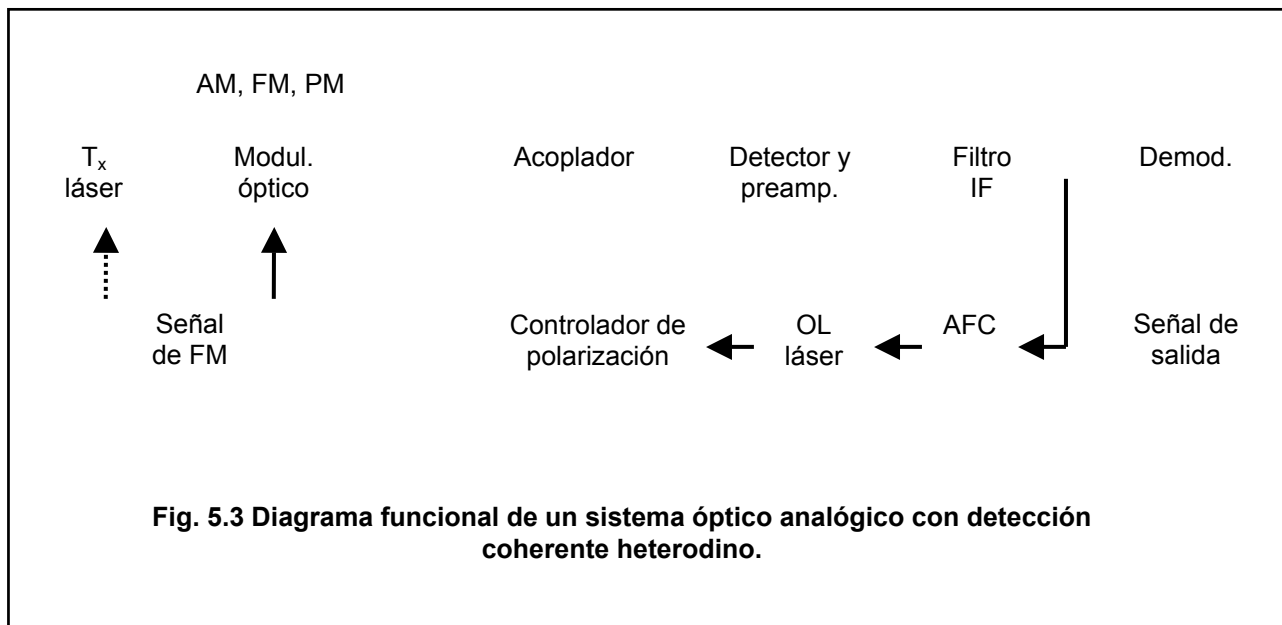 AM, FM, PM
Tx láser
Modul. óptico
Acoplador
Detector y preamp.
Filtro IF
Demod.
Señal de FM
Controlador de polarización
OL láser
AFC
Señal de salida
Fig. 5.3 Diagrama funcional de un sistema óptico analógico con detección
coherente heterodino.